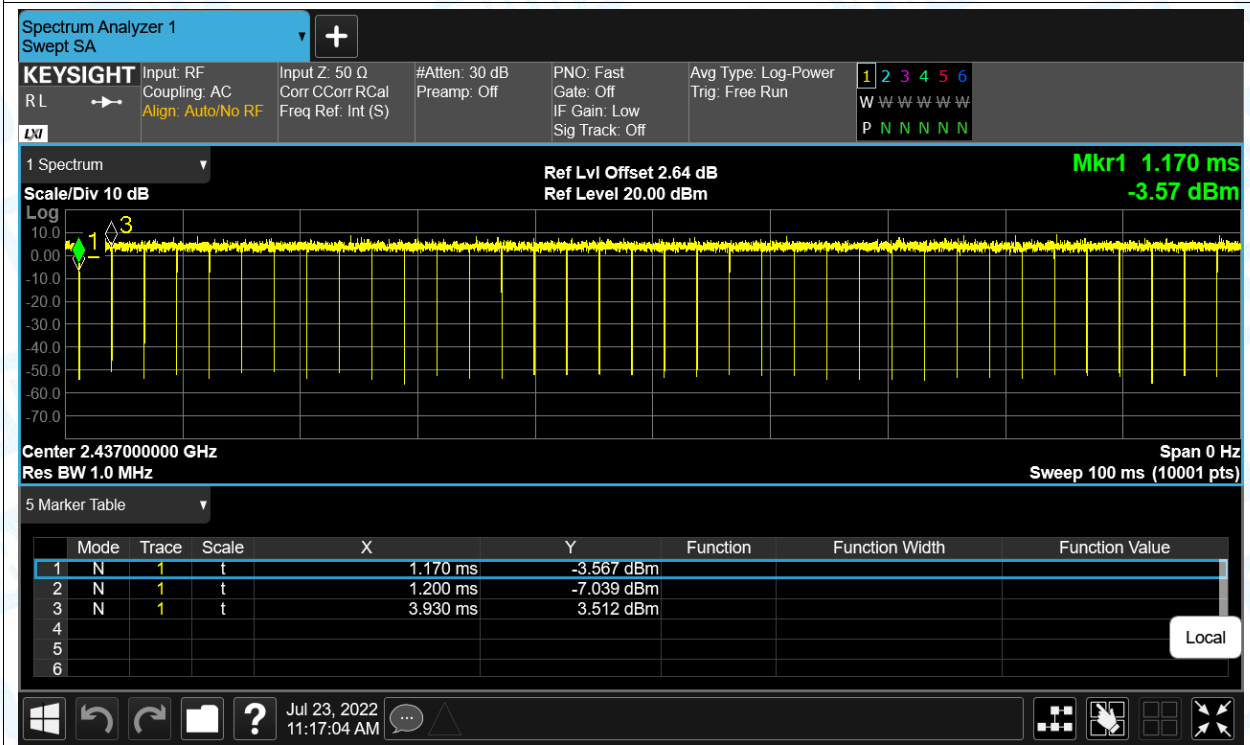 Spectrum Analyzer 1
Swept SA
+
KEYSIGHT Input: RF Input Z: 50 Ω #Atten: 30 dB PNO: Fast Avg Type: Log-Power 1 2 3 4 5 6
R L Coupling: AC Corr CCorr RCal Preamp: Off Gate: Off Trig: Free Run W W W W W W
Align: Auto/No RF Freq Ref: Int (S) IF Gain: Low
LXI Sig Track: Off P N N N N N
1 Spectrum Ref Lvl Offset 2.64 dB Mkr1 1.170 ms
Scale/Div 10 dB Ref Level 20.00 dBm -3.57 dBm
Log
3
10.0
1
0.00
-10.0
-20.0
-30.0
-40.0
-50.0
-60.0
-70.0
Center 2.437000000 GHz Span 0 Hz
Res BW 1.0 MHz Sweep 100 ms (10001 pts)
5 Marker Table
Mode Trace Scale X Y Function Function Width Function Value
1 N 1 t 1.170 ms -3.567 dBm
2 N 1 t 1.200 ms -7.039 dBm
3 N 1 t 3.930 ms 3.512 dBm
4
5
6
Local
? Jul 23, 2022
11:17:04 AM